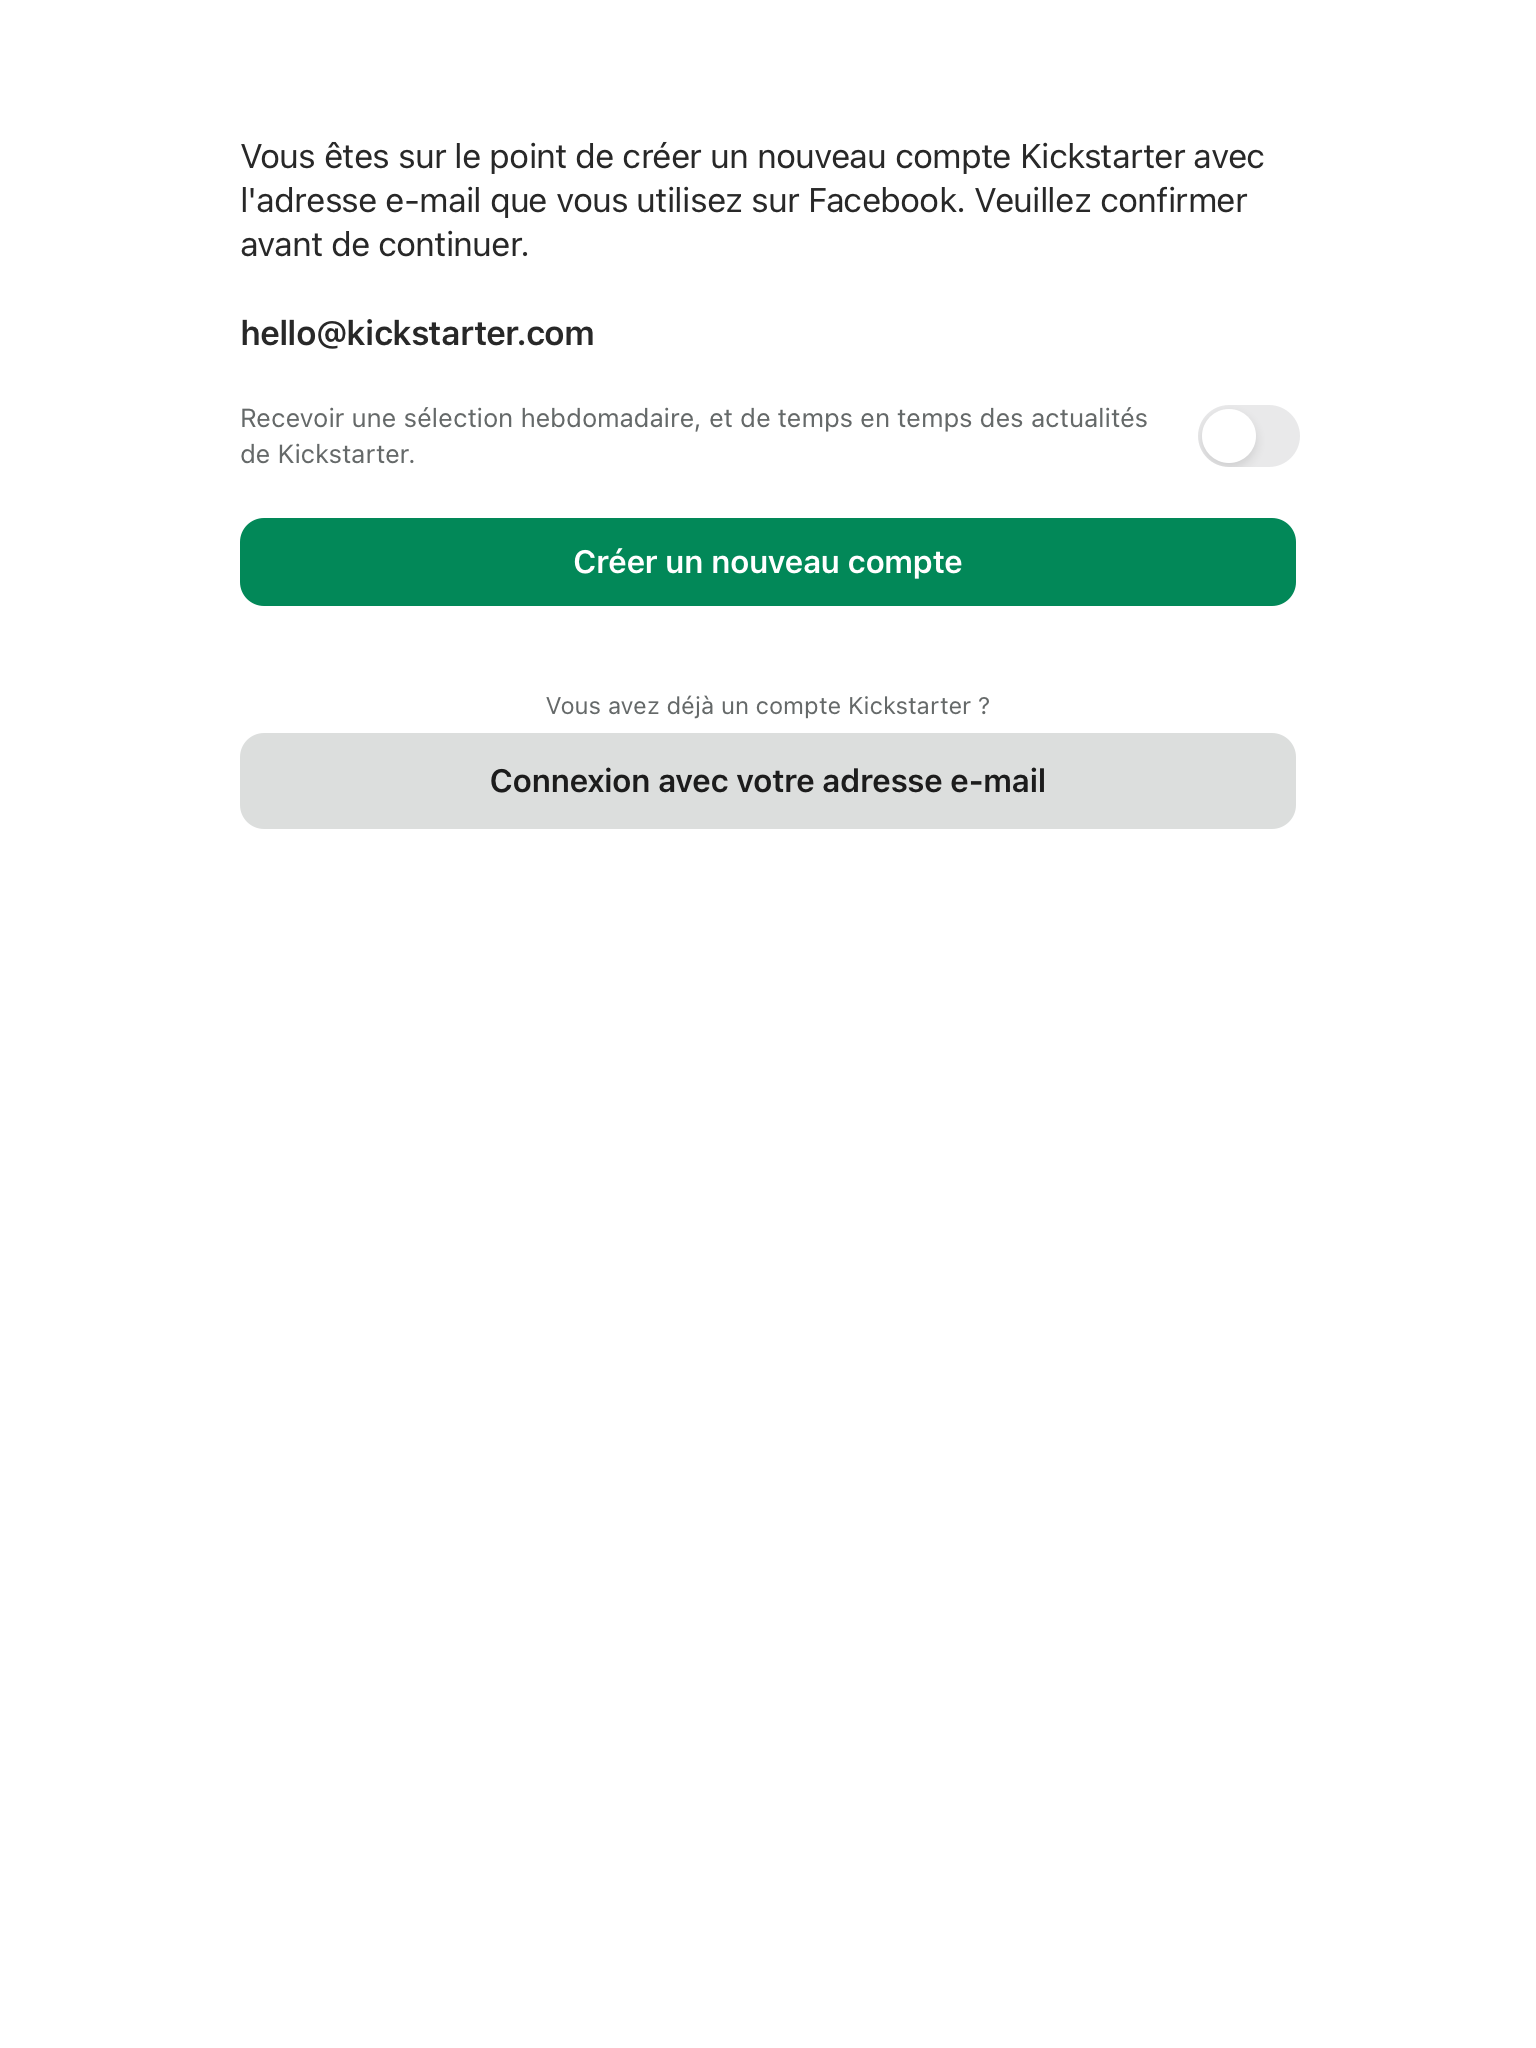 Vous êtes sur le point de créer un nouveau compte Kickstarter avec
l'adresse e-mail que vous utilisez sur Facebook. Veuillez confirmer
avant de continuer.
hello@kickstarter.com
Recevoir une sélection hebdomadaire, et de temps en temps des actualités
de Kickstarter.
Créer un nouveau compte
Vous avez déjà un compte Kickstarter ?
Connexion avec votre adresse e-mail